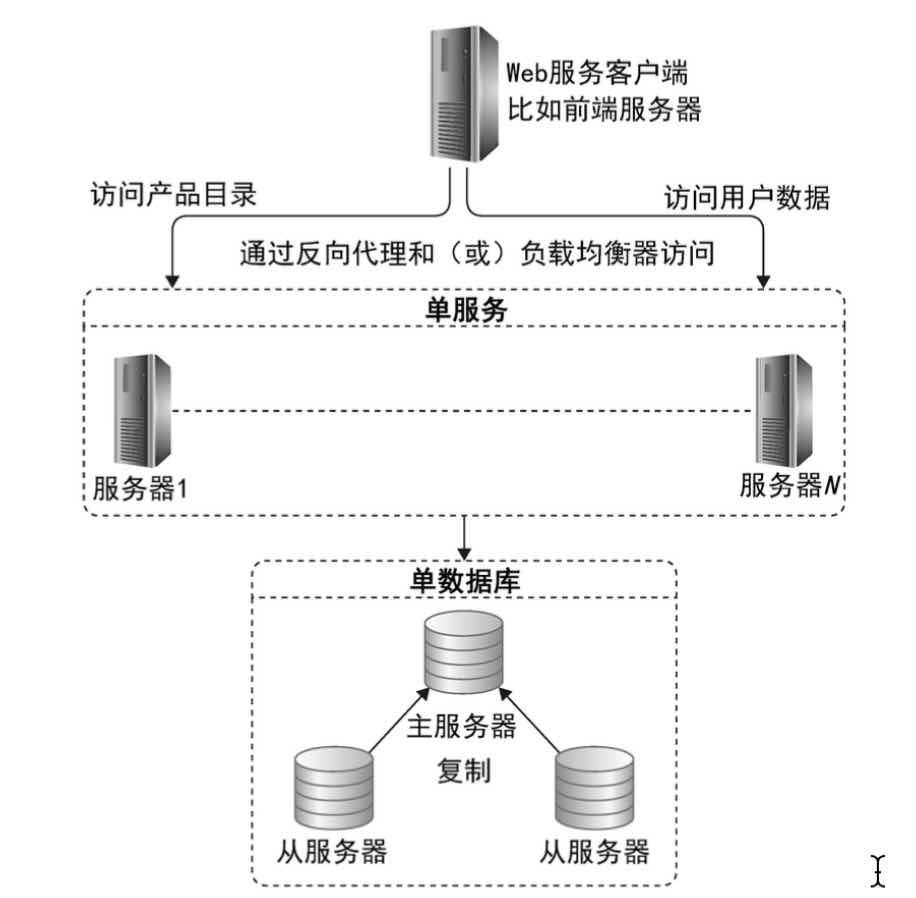 Web服务客户端
比如前端服务器
访问产品目录
访问用户数据
通过反向代理和（或）负载均衡器访问
单服务
服务器1
服务器N
单数据库
主服务器
复制
从服务器
从服务器